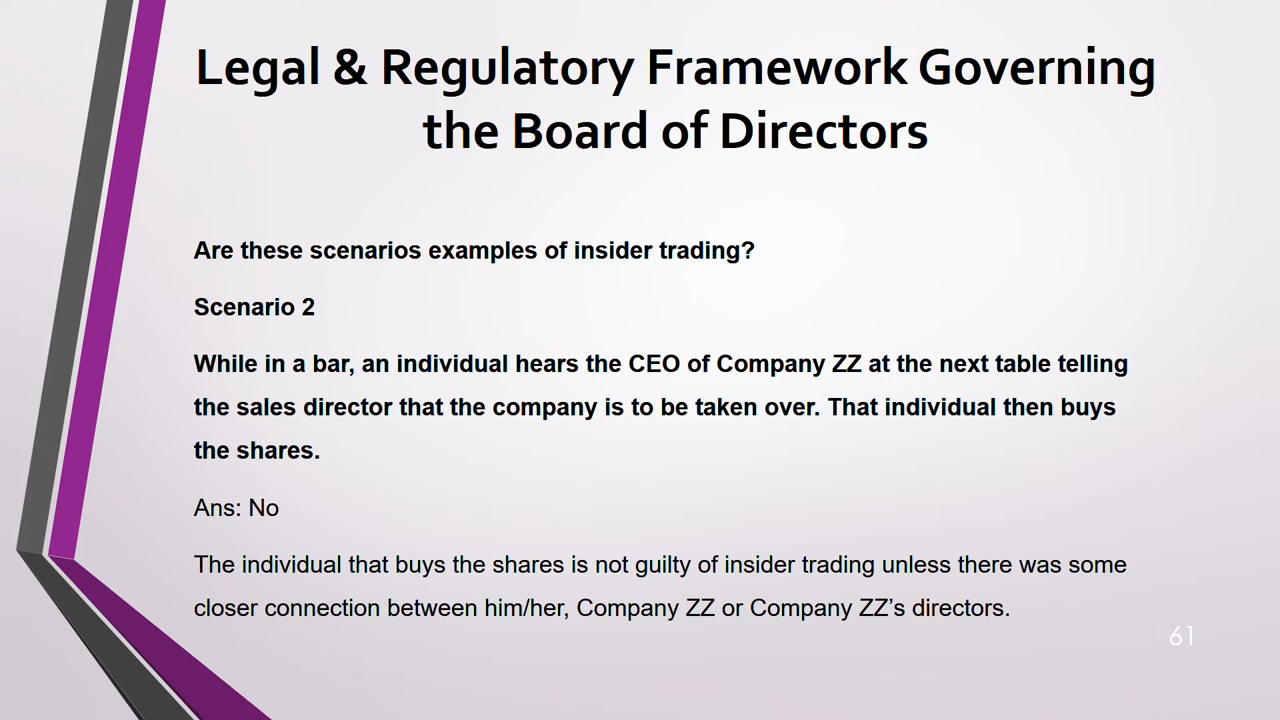 Legal & Regulatory Framework Governing
the Board of Directors
Are these scenarios examples of insider trading?
Scenario 2
While in a bar, an individual hears the CEO of Company ZZ at the next table telling
the sales director that the company is to be taken over. That individual then buys
the shares.
Ans: No
The individual that buys the shares is not guilty of insider trading unless there was some
closer connection between him/her, Company ZZ or Company ZZ’s directors.
61